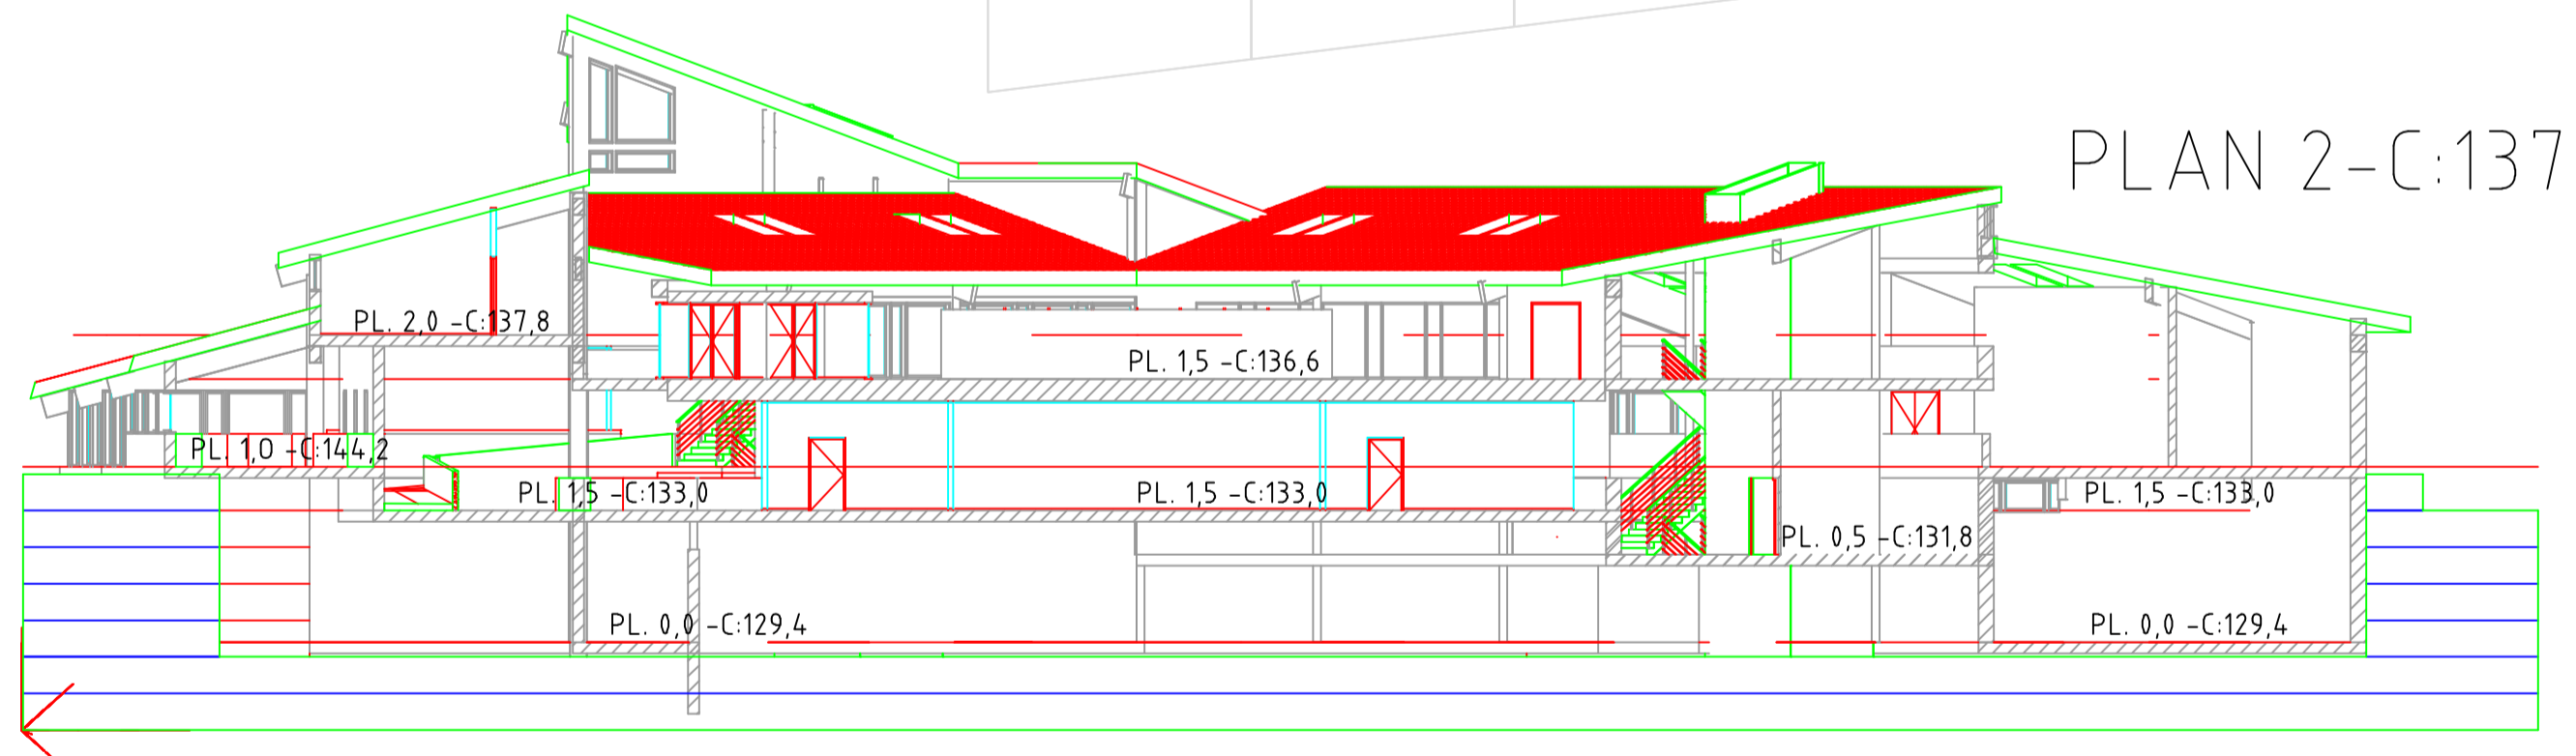 PLAN 2-C:137
PL. 2,0 -C:137,8
PL. 1,5 -C:136,6
PL. 1,0 -C:144,2
PL. 1,5 -C:133,0
PL. 1,5 -C:133,0
PL. 1,5 -C:133,0
PL. 0,5 -C:131,8
PL. 0,0 -C:129,4
PL. 0,0 -C:129,4